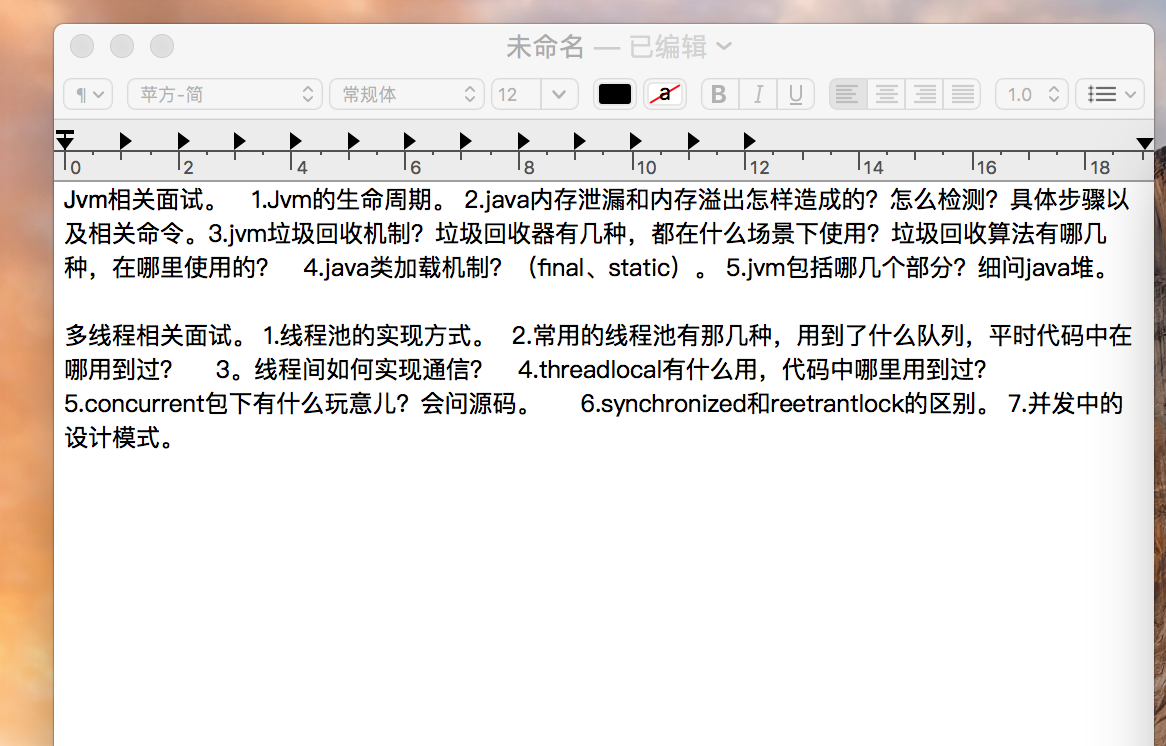 未命名 — 已编辑
¶ 苹方-简 常规体 12 a B I U 1.0
0 2 4 6 8 10 12 14 16 18
Jvm相关面试。 1.Jvm的生命周期。 2.java内存泄漏和内存溢出怎样造成的？怎么检测？具体步骤以
及相关命令。3.jvm垃圾回收机制？垃圾回收器有几种，都在什么场景下使用？垃圾回收算法有哪几
种，在哪里使用的？ 4.java类加载机制？（final、static）。 5.jvm包括哪几个部分？细问java堆。
多线程相关面试。 1.线程池的实现方式。 2.常用的线程池有那几种，用到了什么队列，平时代码中在
哪用到过？ 3。线程间如何实现通信？ 4.threadlocal有什么用，代码中哪里用到过？
5.concurrent包下有什么玩意儿？会问源码。 6.synchronized和reetrantlock的区别。 7.并发中的
设计模式。